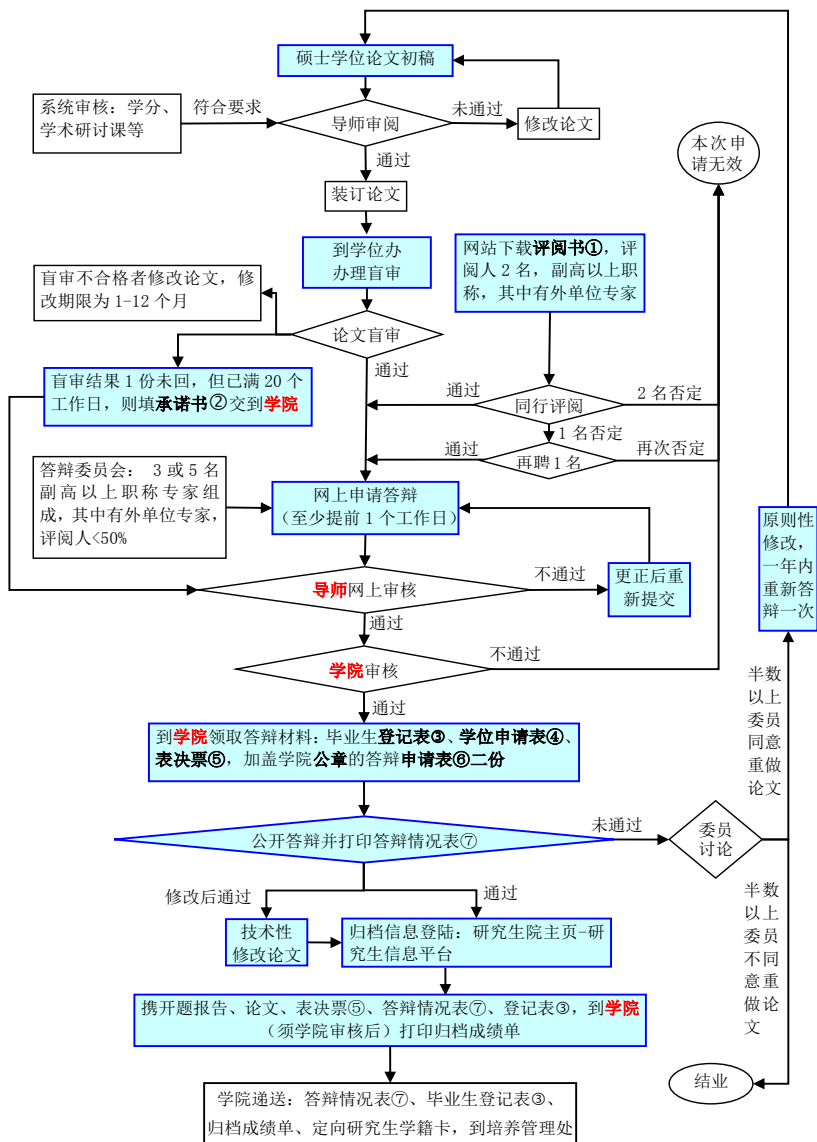 硕士学位论文初稿
系统审核：学分、
学术研讨课等
符合要求
导师审阅
未通过
修改论文
通过
装订论文
本次申
请无效
到学位办
办理盲审
网站下载评阅书①，评
阅人 2 名，副高以上职
称，其中有外单位专家
盲审不合格者修改论文，修
改期限为 1-12 个月
论文盲审
通过
盲审结果 1 份未回，但已满 20 个
工作日，则填承诺书②交到学院
通过
同行评阅
2 名否定
1 名否定
通过
再聘 1 名
再次否定
答辩委员会： 3 或 5 名
副高以上职称专家组
成，其中有外单位专家，
评阅人<50%
网上申请答辩
（至少提前 1 个工作日）
原则性
修改，
一年内
重新答
辩一次
导师网上审核
不通过
更正后重
新提交
通过
学院审核
不通过
通过
半数
以上
委员
同意
重做
论文
到学院领取答辩材料：毕业生登记表③、学位申请表④、
表决票⑤，加盖学院公章的答辩申请表⑥二份
公开答辩并打印答辩情况表⑦
未通过
委员
讨论
修改后通过
通过
技术性
修改论文
归档信息登陆：研究生院主页-研
究生信息平台
半数
以上
委员
不同
意重
做论
文
携开题报告、论文、表决票⑤、答辩情况表⑦、登记表③，到学院
（须学院审核后）打印归档成绩单
结业
学院递送：答辩情况表⑦、毕业生登记表③、
归档成绩单、定向研究生学籍卡，到培养管理处